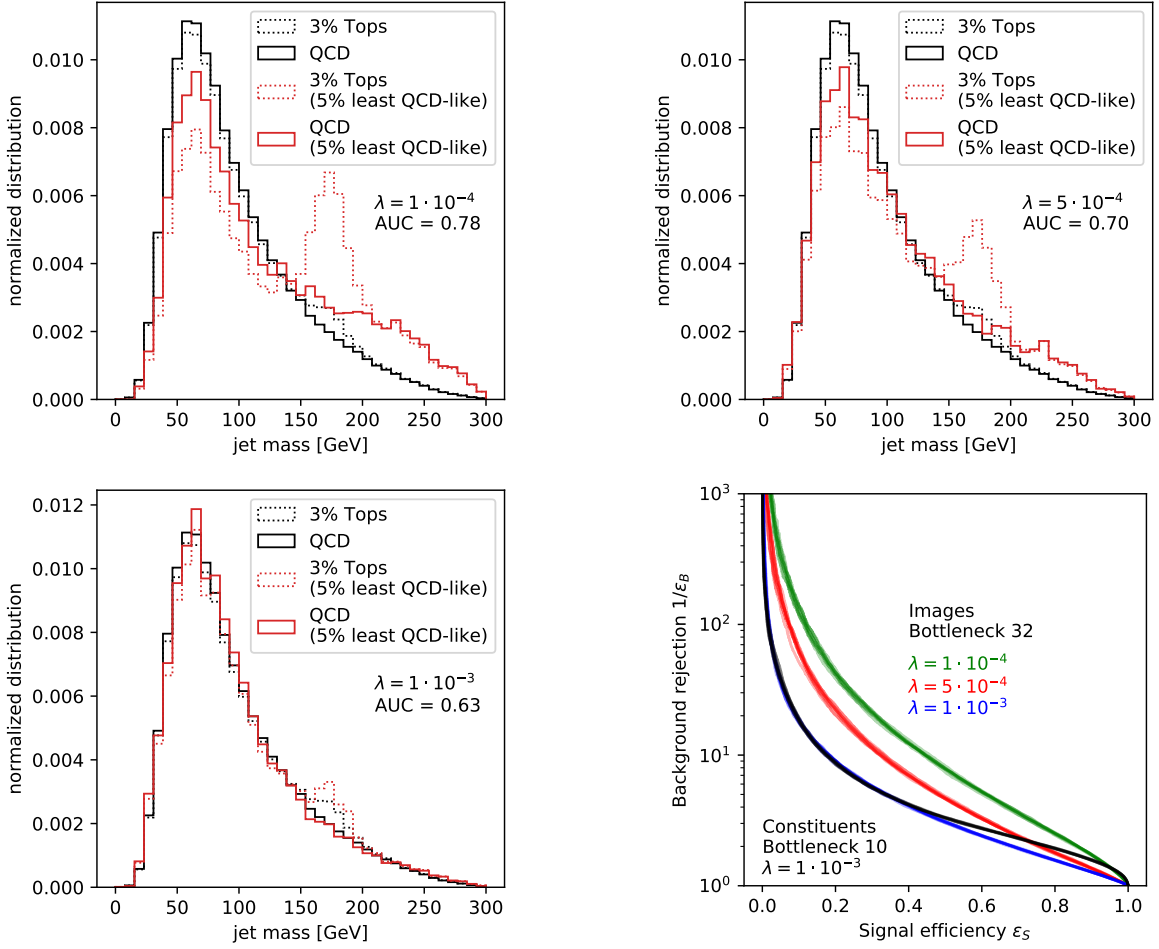 normalized distribution
0.010
0.008
0.006
0.004
0.002
0.000
3% Tops
QCD
3% Tops
(5% least QCD-like)
QCD
(5% least QCD-like)
λ = 1 · 10⁻⁴
AUC = 0.78
0 50 100 150 200 250 300
jet mass [GeV]
normalized distribution
0.010
0.008
0.006
0.004
0.002
0.000
3% Tops
QCD
3% Tops
(5% least QCD-like)
QCD
(5% least QCD-like)
λ = 5 · 10⁻⁴
AUC = 0.70
0 50 100 150 200 250 300
jet mass [GeV]
normalized distribution
0.012
0.010
0.008
0.006
0.004
0.002
0.000
3% Tops
QCD
3% Tops
(5% least QCD-like)
QCD
(5% least QCD-like)
λ = 1 · 10⁻³
AUC = 0.63
0 50 100 150 200 250 300
jet mass [GeV]
Background rejection 1/ε_B
10³
10²
10¹
10⁰
Images
Bottleneck 32
λ = 1 · 10⁻⁴
λ = 5 · 10⁻⁴
λ = 1 · 10⁻³
Constituents
Bottleneck 10
λ = 1 · 10⁻³
0.0 0.2 0.4 0.6 0.8 1.0
Signal efficiency ε_S